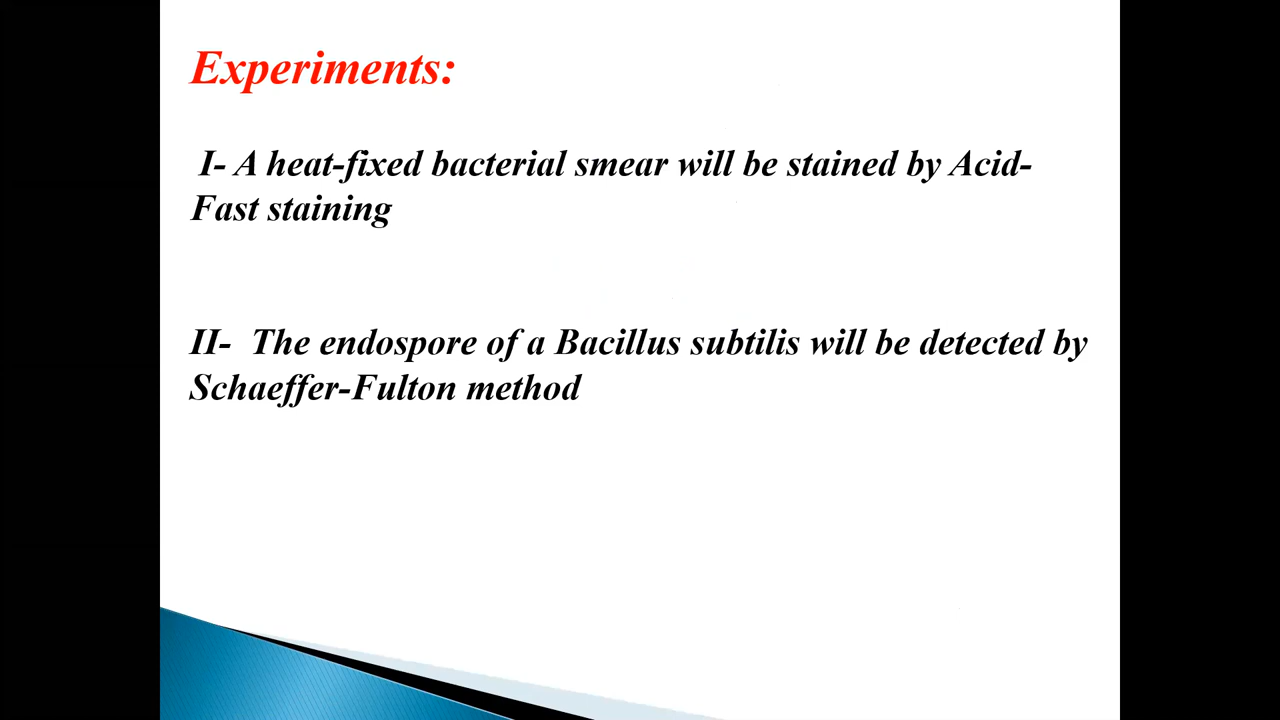 Experiments:
I- A heat-fixed bacterial smear will be stained by Acid-
Fast staining
II- The endospore of a Bacillus subtilis will be detected by
Schaeffer-Fulton method